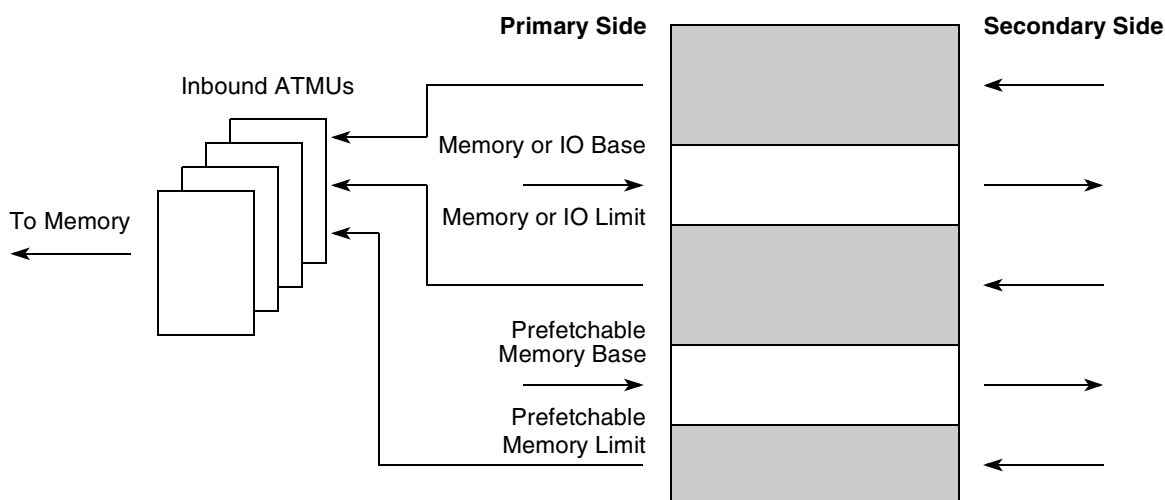 Primary Side
Secondary Side
Inbound ATMUs
Memory or IO Base
Memory or IO Limit
To Memory
Prefetchable
Memory Base
Prefetchable
Memory Limit